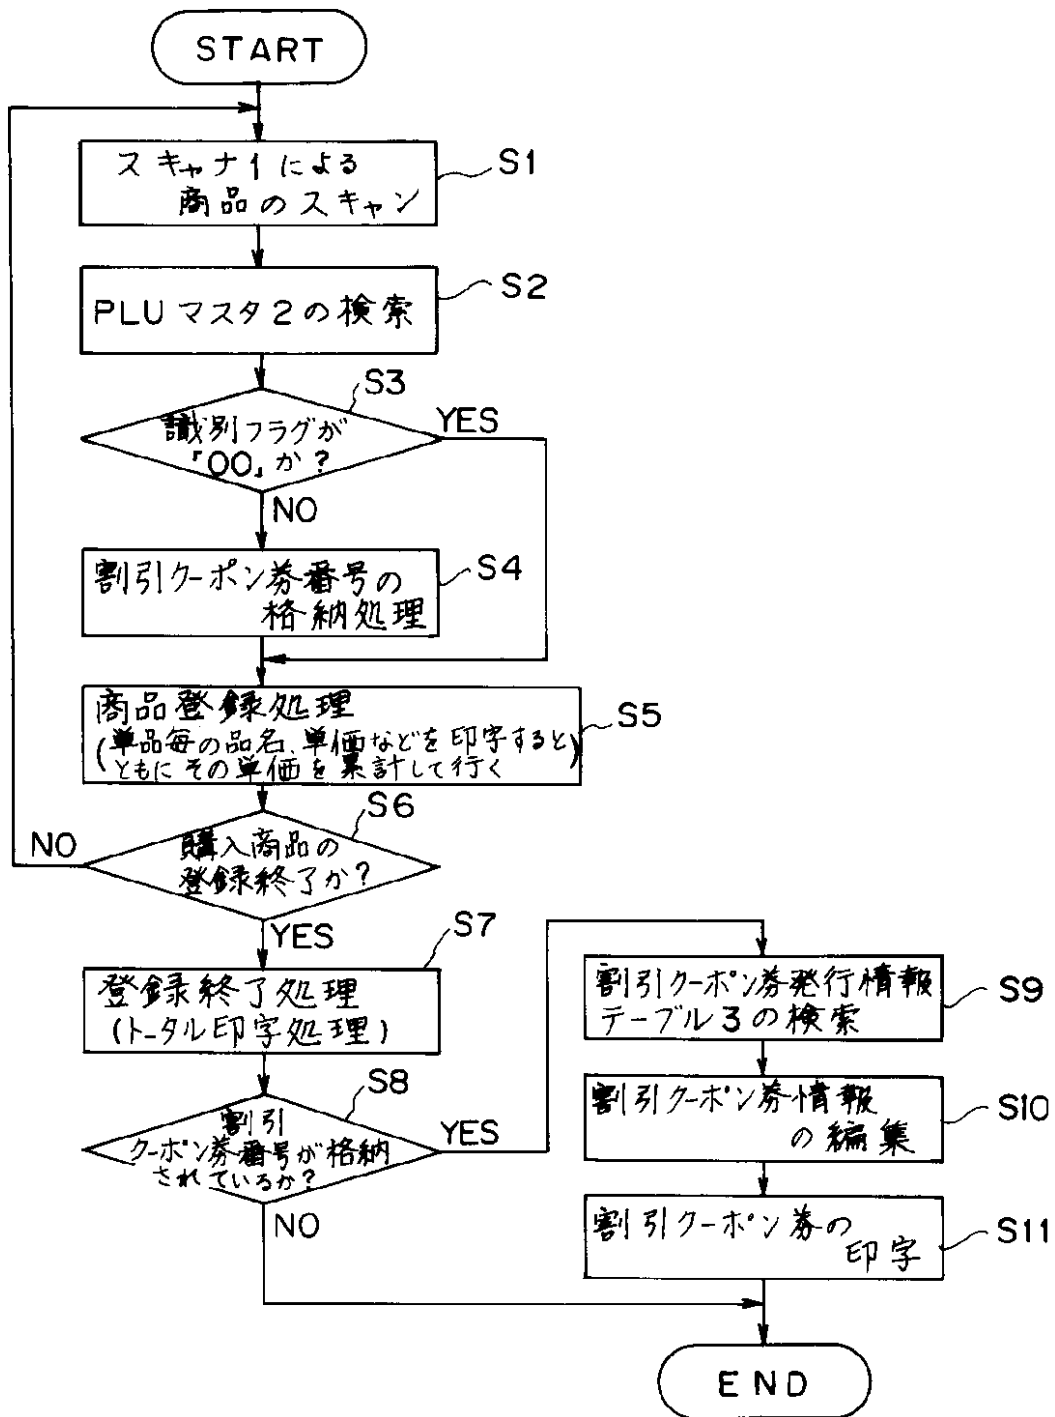 START
スキャナ1による
商品のスキャン
S1
PLUマスタ2の検索
S2
S3
識別フラグが
「00」か?
YES
NO
割引クーポン券番号の
格納処理
S4
商品登録処理
(単品毎の品名、単価などを印字すると
ともにその単価を累計して行く)
S5
S6
購入商品の
登録終了か?
NO
YES
登録終了処理
(トータル印字処理)
S7
S8
割引
クーポン券番号が格納
されているか?
YES
NO
割引クーポン券発行情報
テーブル3の検索
S9
割引クーポン券情報
の編集
S10
割引クーポン券の
印字
S11
END